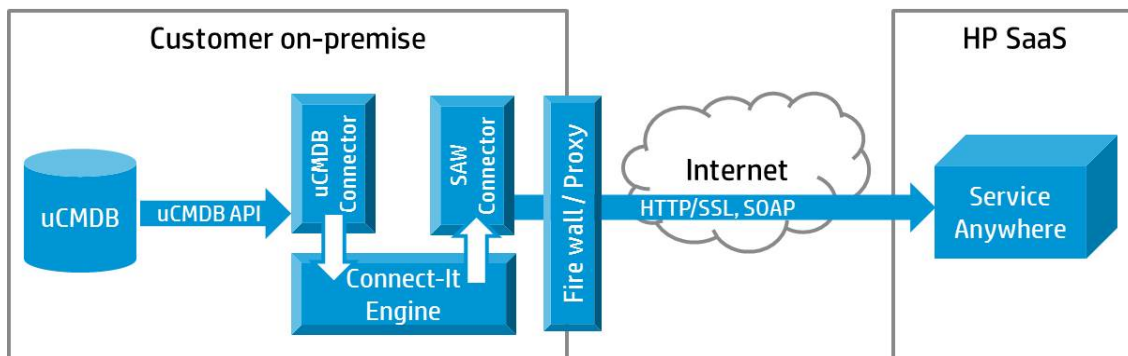 Customer on-premise
HP SaaS
uCMDB
Connector
SAW
Connector
Fire wall / Proxy
Internet
uCMDB
uCMDB API
HTTP/SSL, SOAP
Service
Anywhere
Connect-It
Engine